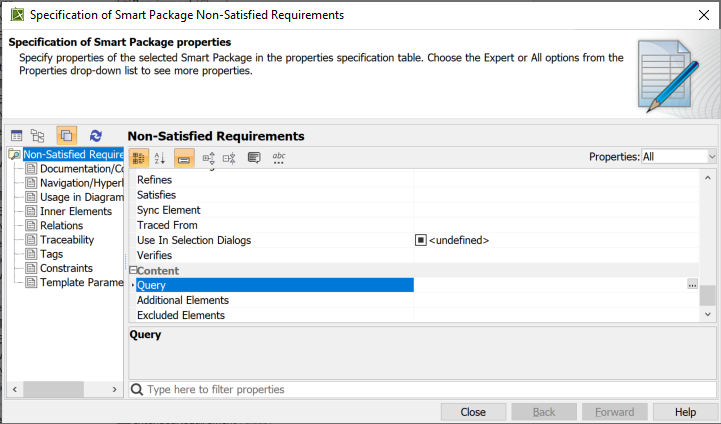 Specification of Smart Package Non-Satisfied Requirements
Specification of Smart Package properties
Specify properties of the selected Smart Package in the properties specification table. Choose the Expert or All options from the
Properties drop-down list to see more properties.
Non-Satisfied Requirements
Non-Satisfied Require
Documentation/Co
Navigation/Hyperl
Usage in Diagram
Inner Elements
Relations
Traceability
Tags
Constraints
Template Parame
Properties: All
Refines
Satisfies
Sync Element
Traced From
Use In Selection Dialogs <undefined>
Verifies
Content
Query ...
Additional Elements
Excluded Elements
Query
Type here to filter properties
Close Back Forward Help